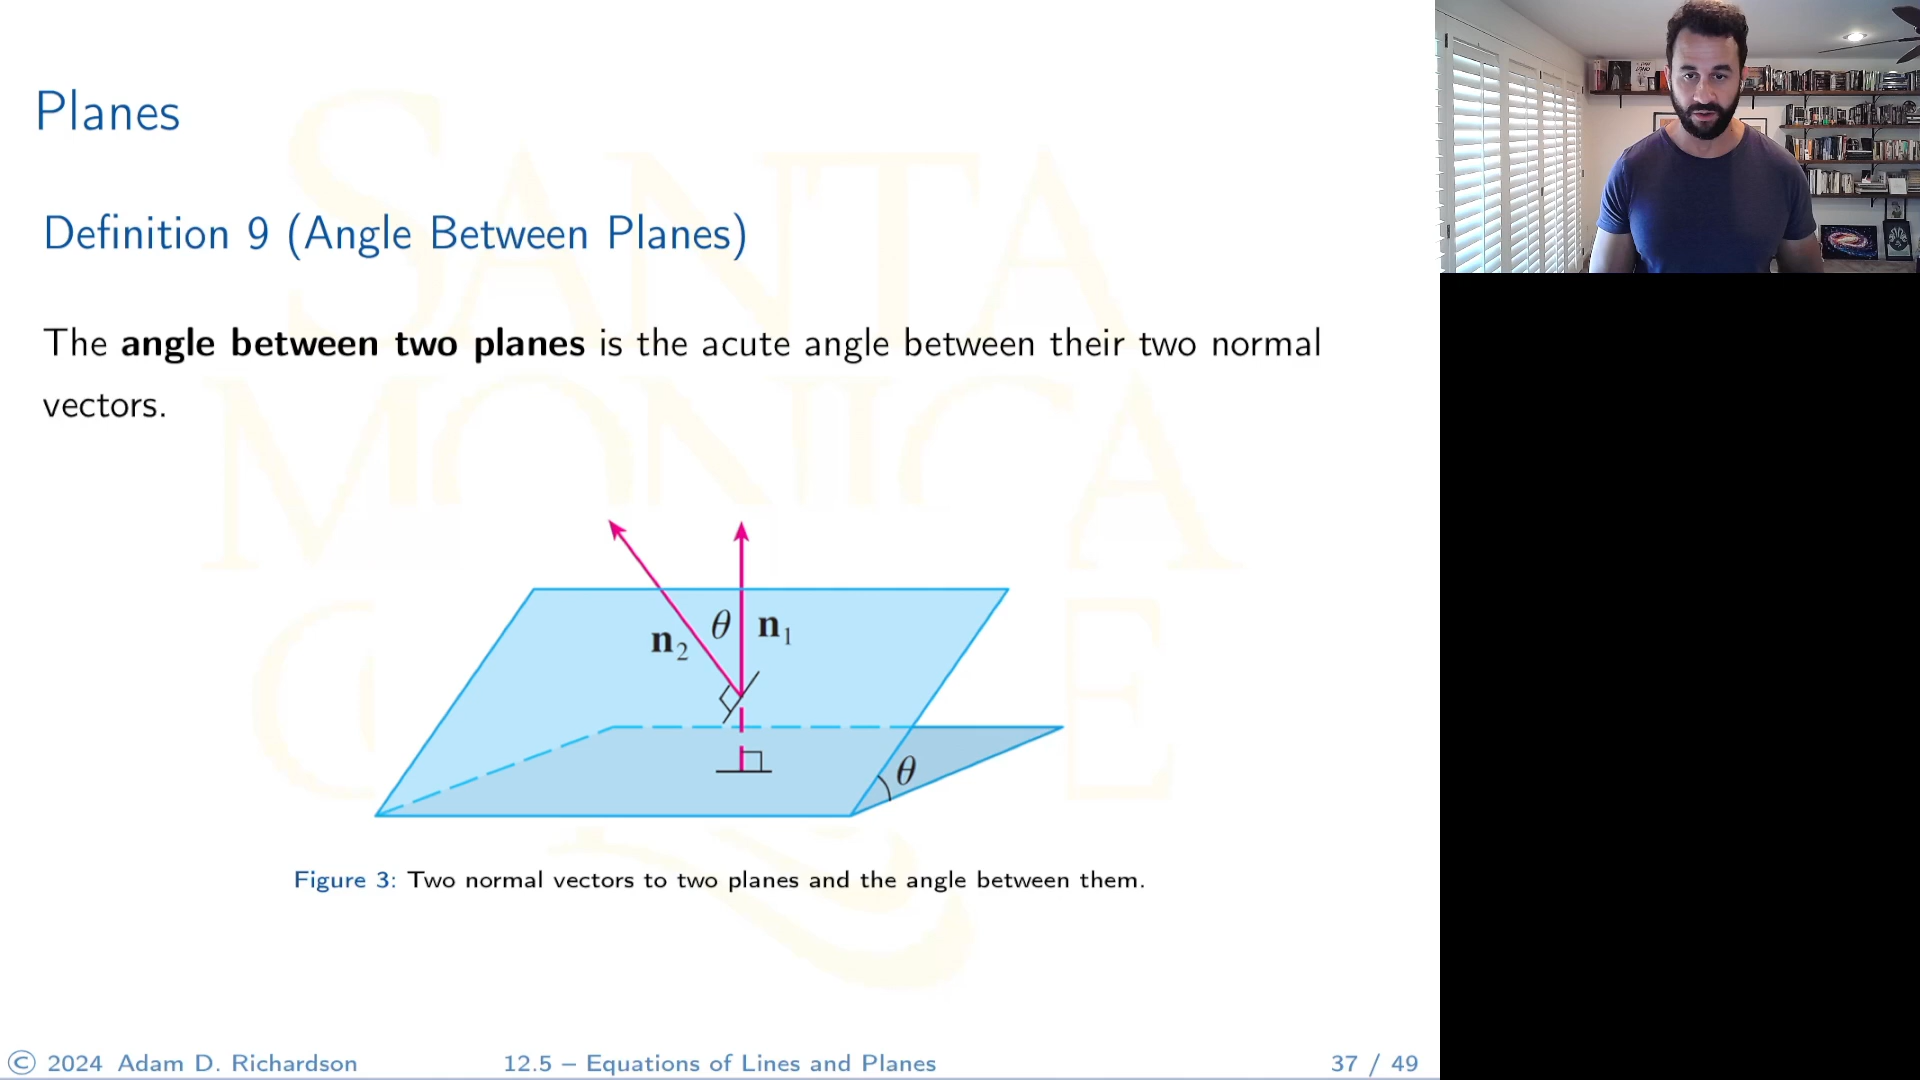 Planes
Definition 9 (Angle Between Planes)
The angle between two planes is the acute angle between their two normal
vectors.
θ
n₁
n₂
θ
Figure 3: Two normal vectors to two planes and the angle between them.
© 2024 Adam D. Richardson
12.5 – Equations of Lines and Planes
37 / 49
SANTA
MONICA